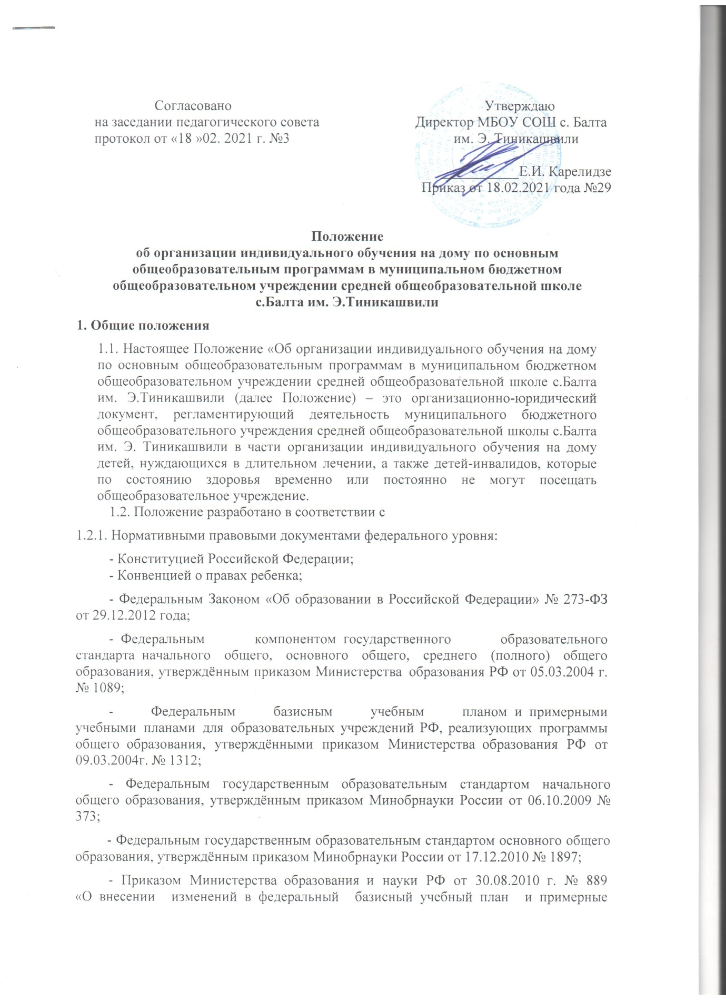 Согласовано
на заседании педагогического совета
протокол от «18 »02. 2021 г. №3
Утверждаю
Директор МБОУ СОШ с. Балта
им. Э. Тиникашвили
____________Е.И. Карелидзе
Приказ от 18.02.2021 года №29
Положение
об организации индивидуального обучения на дому по основным
общеобразовательным программам в муниципальном бюджетном
общеобразовательном учреждении средней общеобразовательной школе
с.Балта им. Э.Тиникашвили
1. Общие положения
1.1. Настоящее Положение «Об организации индивидуального обучения на дому
по основным общеобразовательным программам в муниципальном бюджетном
общеобразовательном учреждении средней общеобразовательной школе с.Балта
им. Э.Тиникашвили (далее Положение) – это организационно-юридический
документ, регламентирующий деятельность муниципального бюджетного
общеобразовательного учреждения средней общеобразовательной школы с.Балта
им. Э. Тиникашвили в части организации индивидуального обучения на дому
детей, нуждающихся в длительном лечении, а также детей-инвалидов, которые
по состоянию здоровья временно или постоянно не могут посещать
общеобразовательное учреждение.
1.2. Положение разработано в соответствии с
1.2.1. Нормативными правовыми документами федерального уровня:
- Конституцией Российской Федерации;
- Конвенцией о правах ребенка;
- Федеральным Законом «Об образовании в Российской Федерации» № 273-ФЗ
от 29.12.2012 года;
- Федеральным компонентом государственного образовательного
стандарта начального общего, основного общего, среднего (полного) общего
образования, утверждённым приказом Министерства образования РФ от 05.03.2004 г.
№ 1089;
- Федеральным базисным учебным планом и примерными
учебными планами для образовательных учреждений РФ, реализующих программы
общего образования, утверждёнными приказом Министерства образования РФ от
09.03.2004г. № 1312;
- Федеральным государственным образовательным стандартом начального
общего образования, утверждённым приказом Минобрнауки России от 06.10.2009 №
373;
- Федеральным государственным образовательным стандартом основного общего
образования, утверждённым приказом Минобрнауки России от 17.12.2010 № 1897;
- Приказом Министерства образования и науки РФ от 30.08.2010 г. № 889
«О внесении изменений в федеральный базисный учебный план и примерные